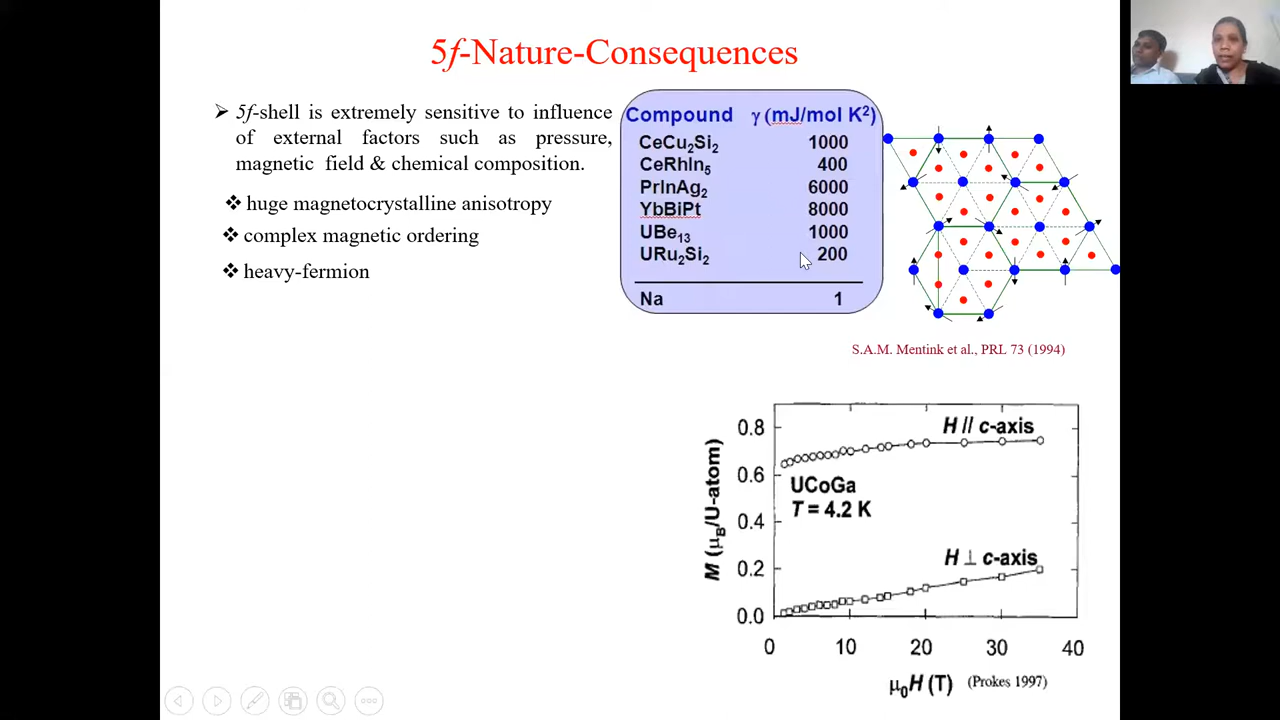 5f-Nature-Consequences
➢ 5f-shell is extremely sensitive to influence
of external factors such as pressure,
magnetic field & chemical composition.
❖ huge magnetocrystalline anisotropy
❖ complex magnetic ordering
❖ heavy-fermion
Compound γ (mJ/mol K²)
CeCu₂Si₂ 1000
CeRhIn₅ 400
PrInAg₂ 6000
YbBiPt 8000
UBe₁₃ 1000
URu₂Si₂ 200
Na 1
S.A.M. Mentink et al., PRL 73 (1994)
M (μB/U-atom)
0.8
0.6
0.4
0.2
0.0
H // c-axis
UCoGa
T = 4.2 K
H ⊥ c-axis
0 10 20 30 40
μ₀H (T) (Prokes 1997)